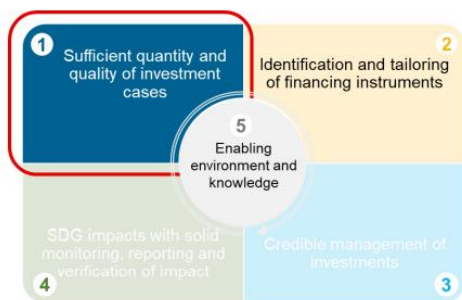 1
Sufficient quantity and
quality of investment
cases
2
Identification and tailoring
of financing instruments
5
Enabling
environment and
knowledge
SDG impacts with solid
monitoring, reporting and
verification of impact
4
Credible management of
investments
3